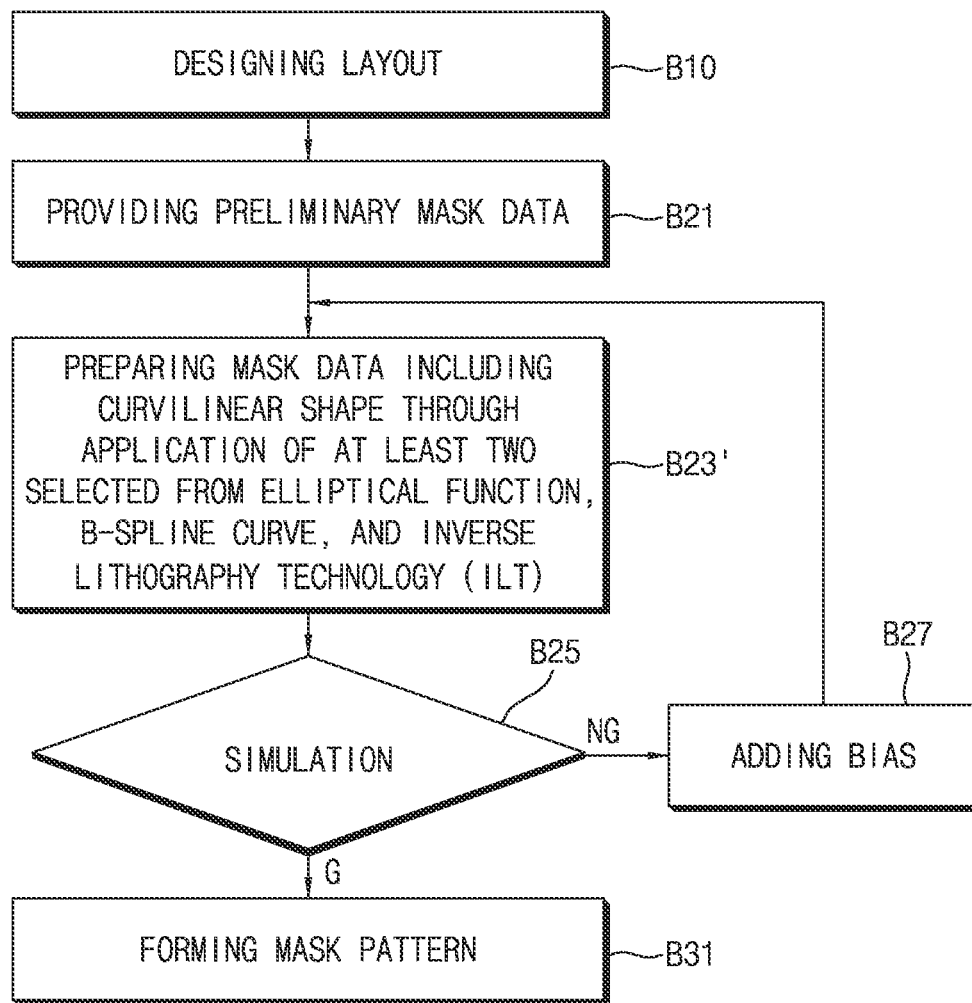 DESIGNING LAYOUT
B10
PROVIDING PRELIMINARY MASK DATA
B21
PREPARING MASK DATA INCLUDING
CURVILINEAR SHAPE THROUGH
APPLICATION OF AT LEAST TWO
SELECTED FROM ELLIPTICAL FUNCTION,
B-SPLINE CURVE, AND INVERSE
LITHOGRAPHY TECHNOLOGY (ILT)
B23'
B25
SIMULATION
NG
B27
ADDING BIAS
G
FORMING MASK PATTERN
B31